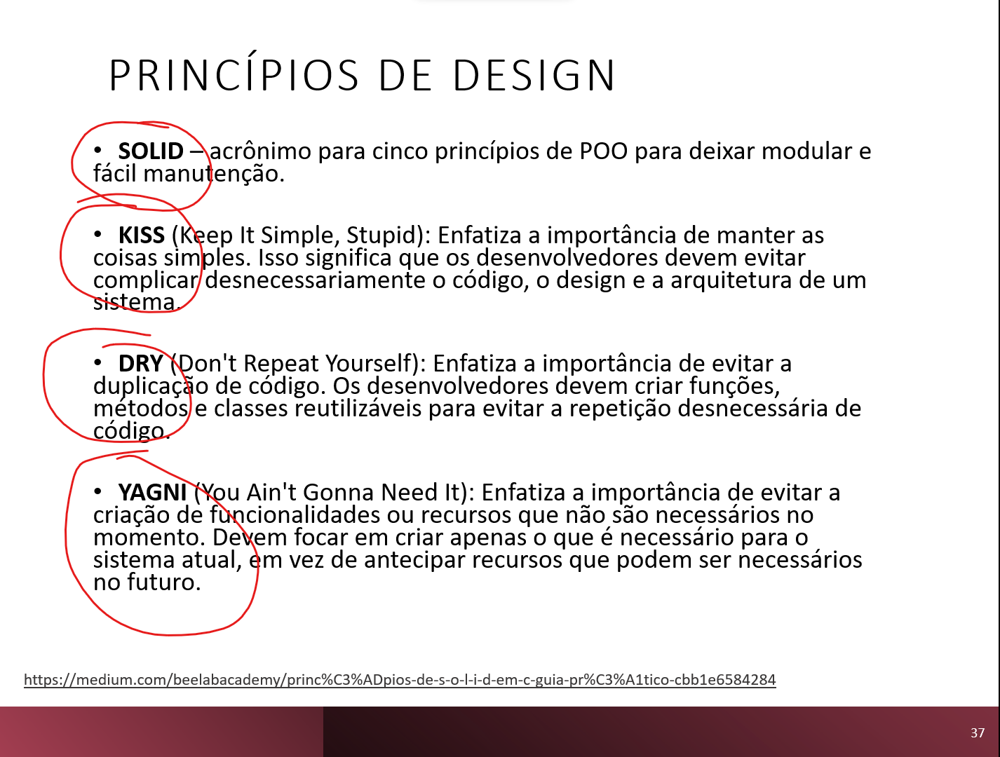 PRINCÍPIOS DE DESIGN
• SOLID – acrônimo para cinco princípios de POO para deixar modular e
fácil manutenção.
• KISS (Keep It Simple, Stupid): Enfatiza a importância de manter as
coisas simples. Isso significa que os desenvolvedores devem evitar
complicar desnecessariamente o código, o design e a arquitetura de um
sistema.
• DRY (Don't Repeat Yourself): Enfatiza a importância de evitar a
duplicação de código. Os desenvolvedores devem criar funções,
métodos e classes reutilizáveis para evitar a repetição desnecessária de
código.
• YAGNI (You Ain't Gonna Need It): Enfatiza a importância de evitar a
criação de funcionalidades ou recursos que não são necessários no
momento. Devem focar em criar apenas o que é necessário para o
sistema atual, em vez de antecipar recursos que podem ser necessários
no futuro.
https://medium.com/beelabacademy/princ%C3%ADpios-de-s-o-l-i-d-em-c-guia-pr%C3%A1tico-cbb1e6584284
37